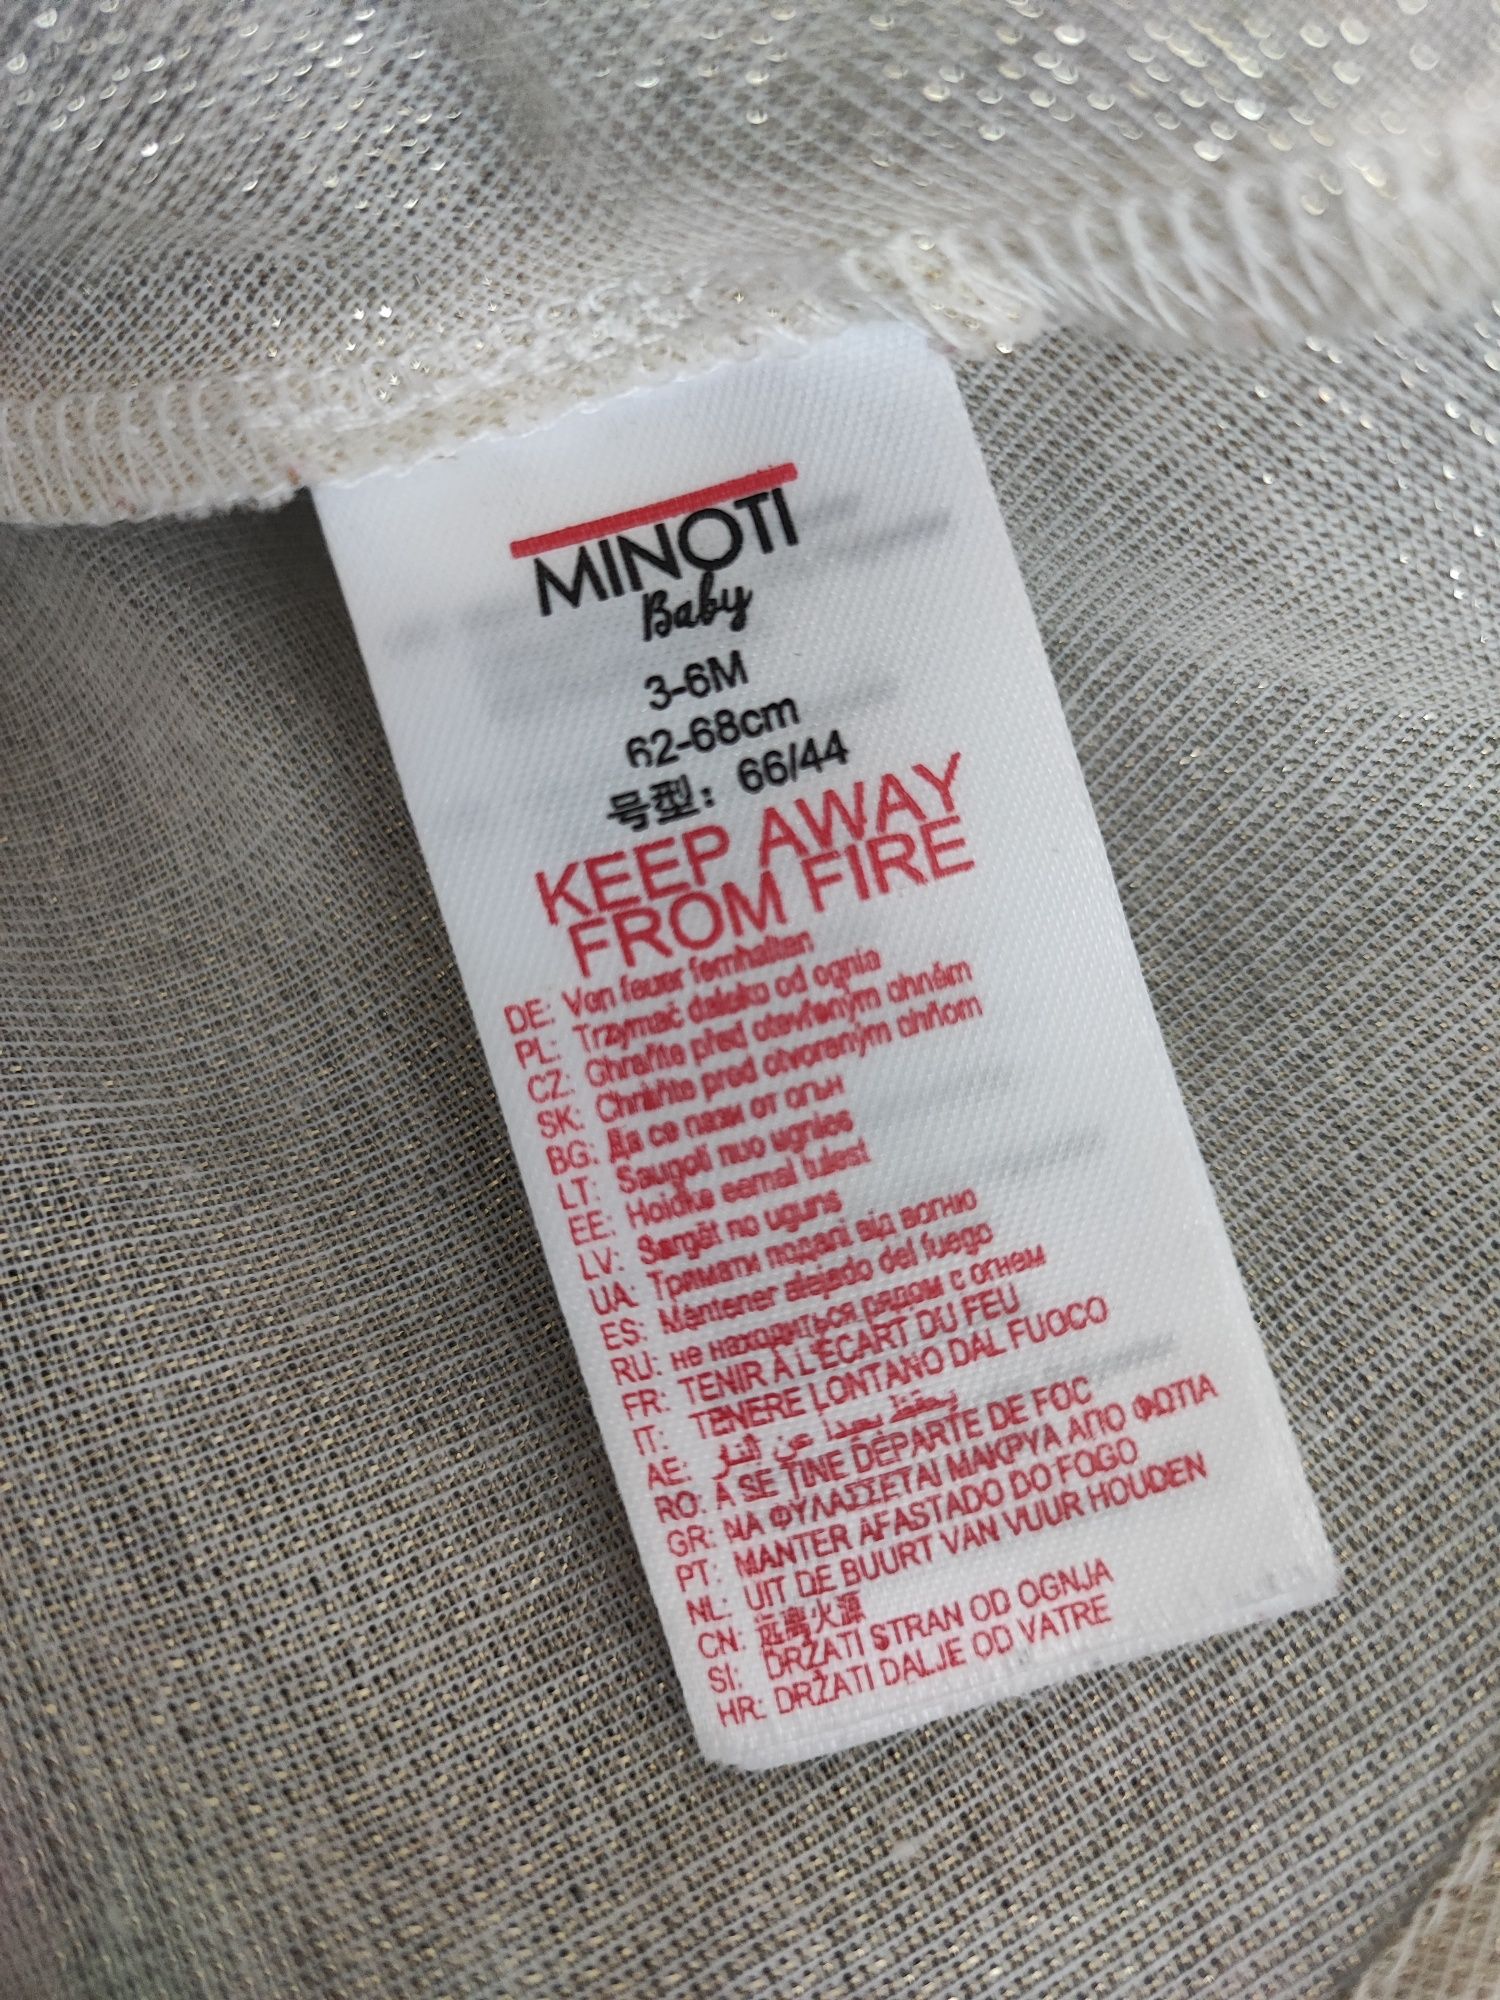 MINOTI
Baby
3-6M
62-68cm
号型: 66/44
KEEP AWAY
FROM FIRE
DE: Von feuer fernhalten
PL: Trzymać daleko od ognia
CZ: Chraňte před otevřeným ohněm
SK: Chráňte pred otvoreným ohňom
BG: Да се пази от огън
LT: Saugoti nuo ugnies
EE: Hoidke eemal tulest
LV: Sargāt no uguns
UA: Тримати подалі від вогню
ES: Mantener alejado del fuego
RU: не находиться рядом с огнем
FR: TENIR À L'ÉCART DU FEU
IT: TENERE LONTANO DAL FUOCO
AE: يحفظ بعيدا عن النار
RO: A SE ȚINE DEPARTE DE FOC
GR: ΝΑ ΦΥΛΑΣΣΕΤΑΙ ΜΑΚΡΥΑ ΑΠΟ ΦΩΤΙΑ
PT: MANTER AFASTADO DO FOGO
NL: UIT DE BUURT VAN VUUR HOUDEN
CN: 远离火源
SI: DRŽATI STRAN OD OGNJA
HR: DRŽATI DALJE OD VATRE